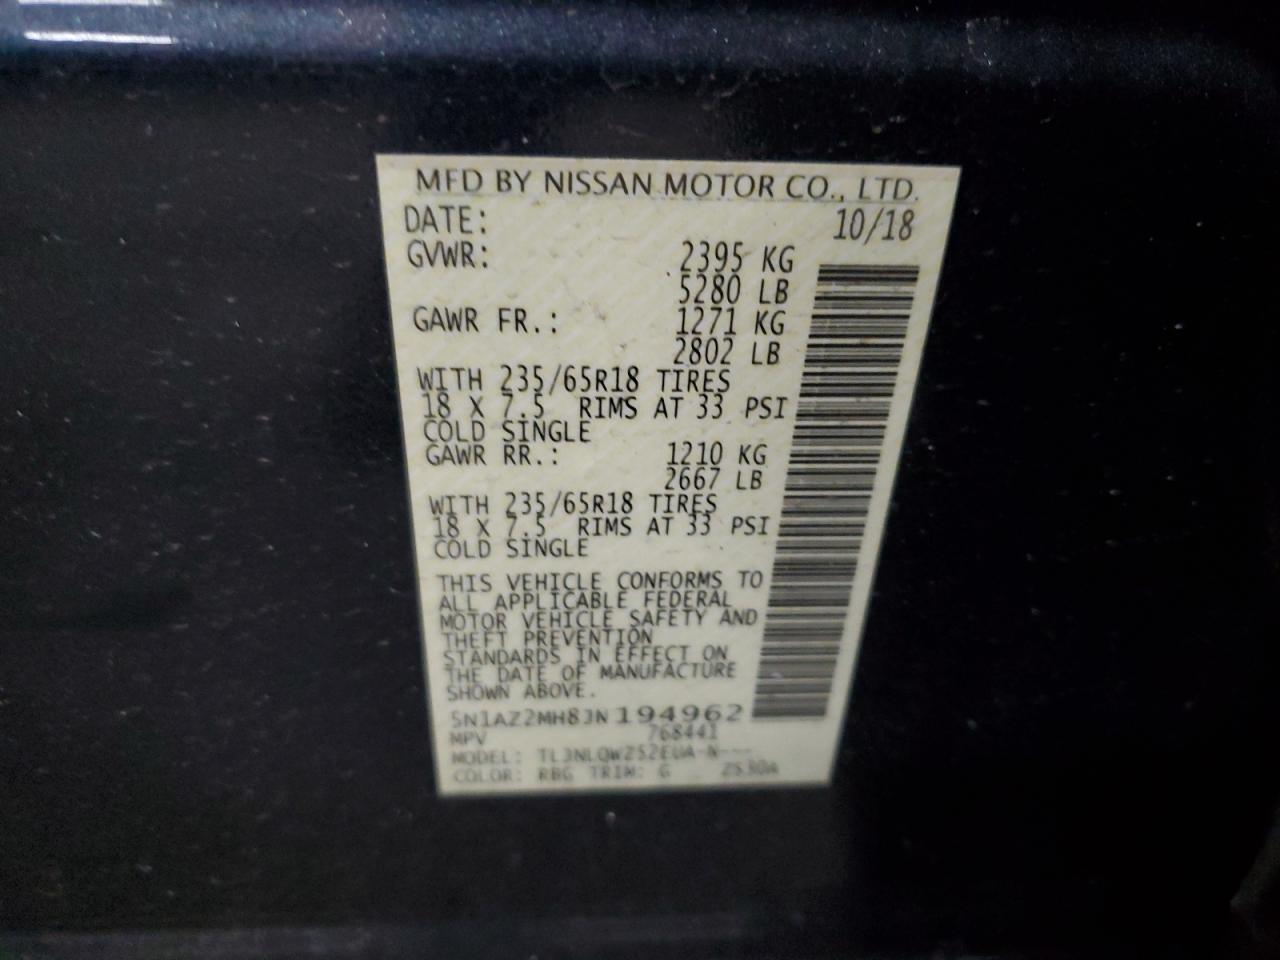 MFD BY NISSAN MOTOR CO., LTD.
DATE: 10/18
GVWR: 2395 KG
5280 LB
GAWR FR.: 1271 KG
2802 LB
WITH 235/65R18 TIRES
18 X 7.5 RIMS AT 33 PSI
COLD SINGLE
GAWR RR.: 1210 KG
2667 LB
WITH 235/65R18 TIRES
18 X 7.5 RIMS AT 33 PSI
COLD SINGLE
THIS VEHICLE CONFORMS TO
ALL APPLICABLE FEDERAL
MOTOR VEHICLE SAFETY AND
THEFT PREVENTION
STANDARDS IN EFFECT ON
THE DATE OF MANUFACTURE
SHOWN ABOVE.
5N1AZ2MH8JN194962
MPV 768441
MODEL: TL3NLQWZ52EUA-N---
COLOR: RBG TRIM: G